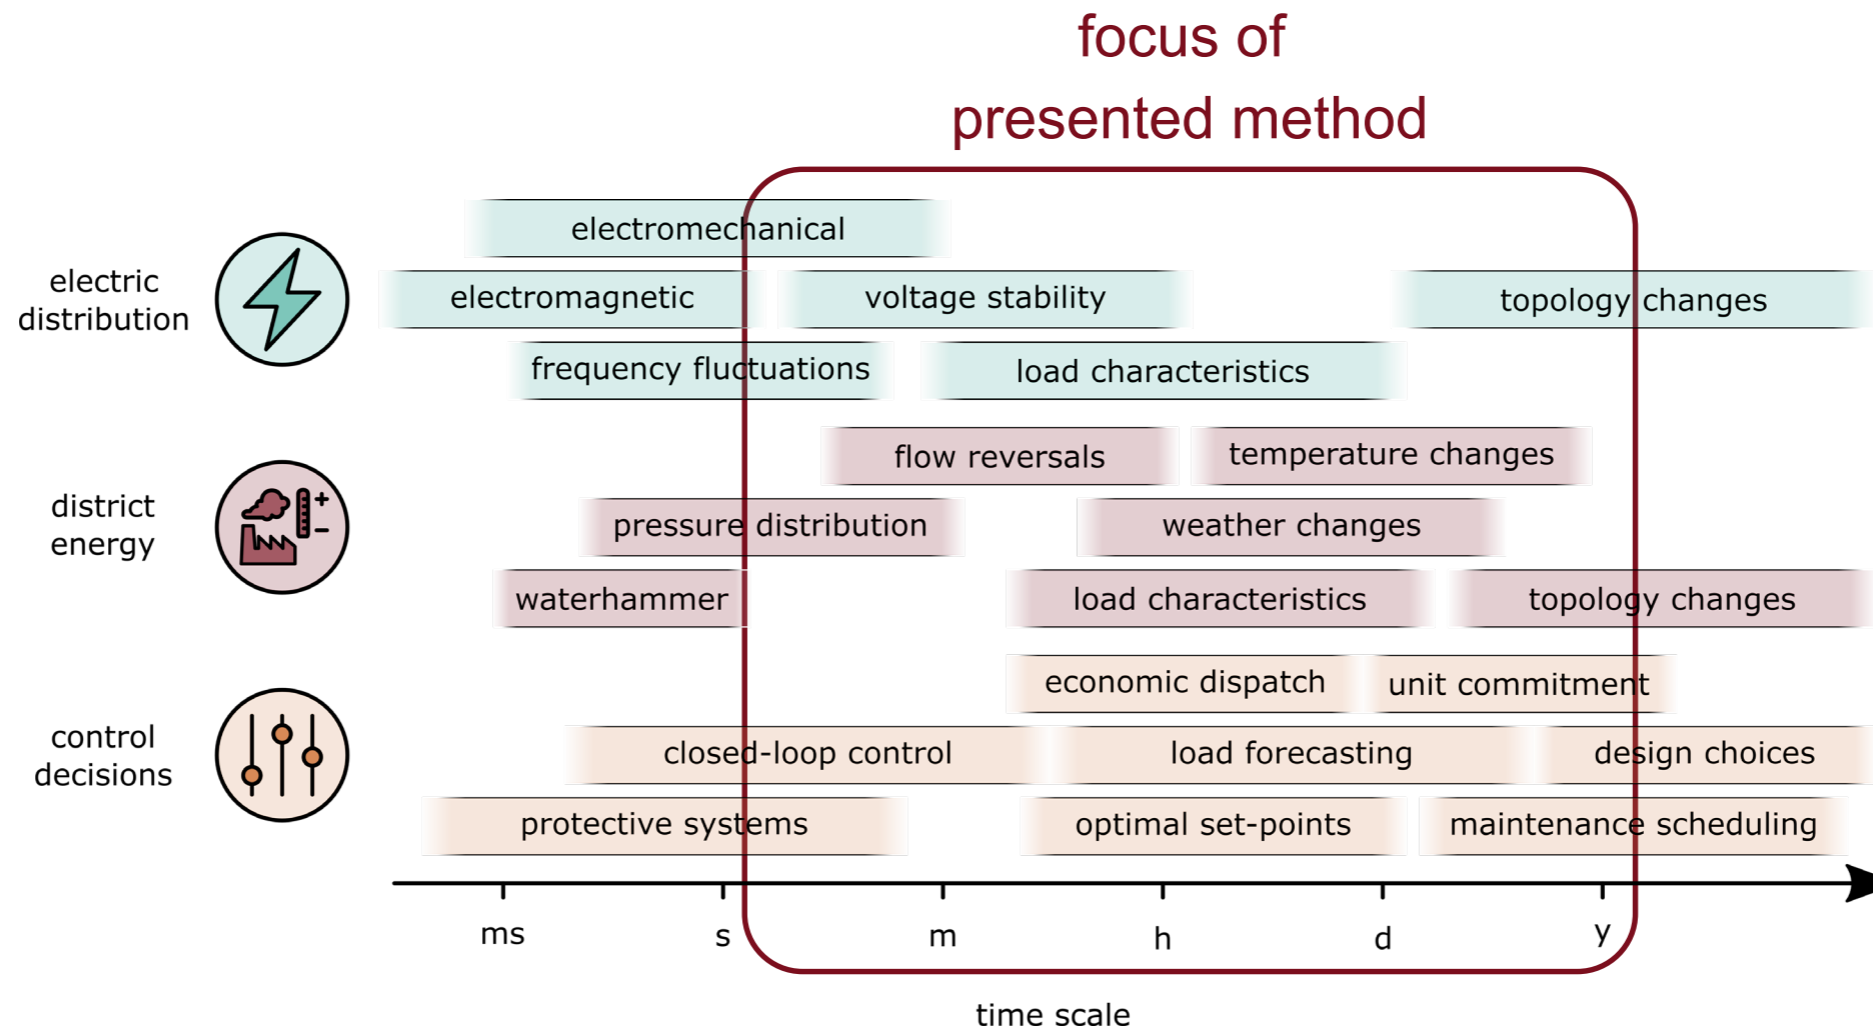 focus of
presented method
electric
distribution
electromechanical
electromagnetic
voltage stability
topology changes
frequency fluctuations
load characteristics
district
energy
flow reversals
temperature changes
pressure distribution
weather changes
waterhammer
load characteristics
topology changes
control
decisions
economic dispatch
unit commitment
closed-loop control
load forecasting
design choices
protective systems
optimal set-points
maintenance scheduling
ms
s
m
h
d
y
time scale